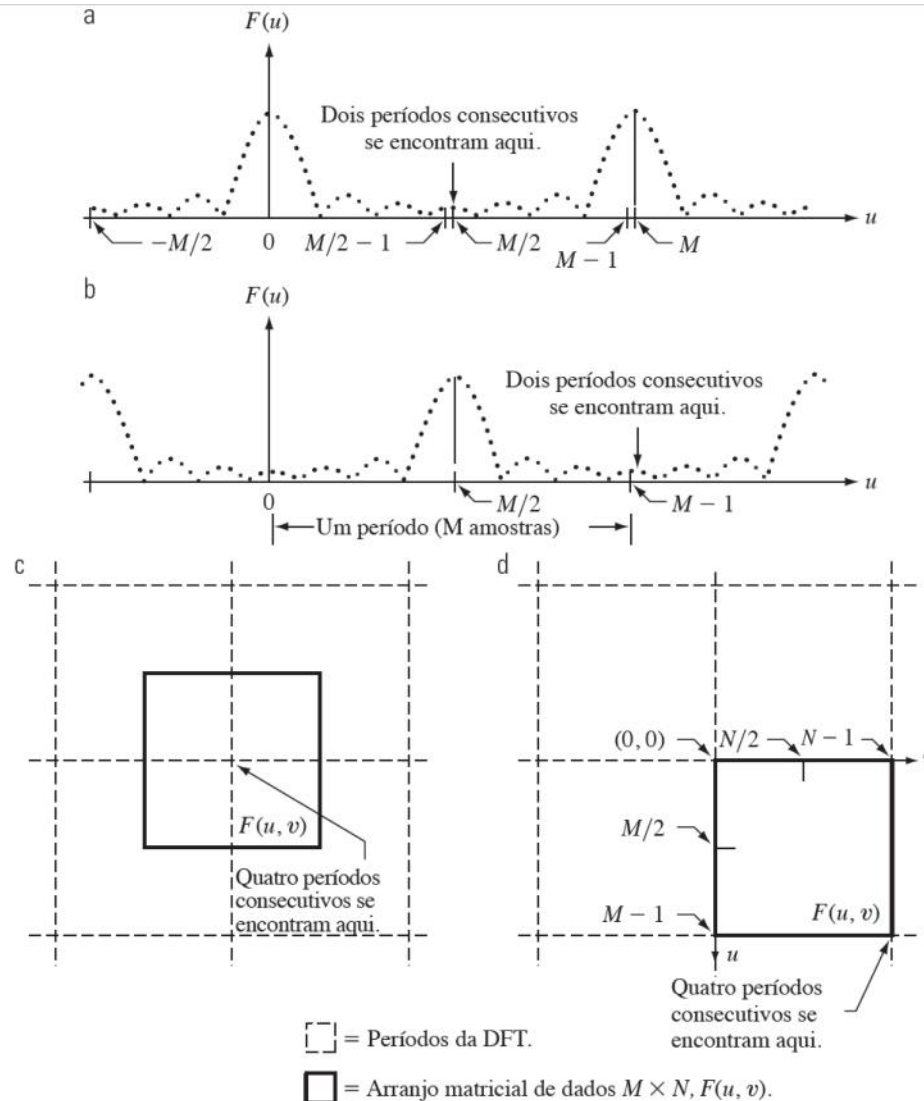 a
F(u)
Dois períodos consecutivos
se encontram aqui.
−M/2
0
M/2 − 1
M/2
M − 1
M
u
b
F(u)
Dois períodos consecutivos
se encontram aqui.
0
M/2
M − 1
u
Um período (M amostras)
c
F(u, v)
Quatro períodos
consecutivos se
encontram aqui.
d
(0, 0)
N/2
N − 1
M/2
M − 1
F(u, v)
u
Quatro períodos
consecutivos se
encontram aqui.
= Períodos da DFT.
= Arranjo matricial de dados M × N, F(u, v).